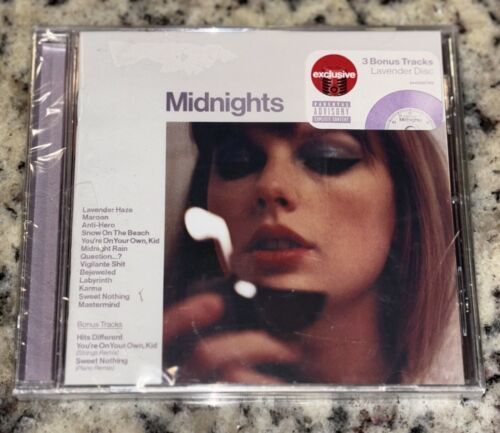 3 Bonus Tracks
Lavender Disc
exclusive
PARENTAL
ADVISORY
EXPLICIT CONTENT
Midnights
Midnights
Lavender Haze
Maroon
Anti-Hero
Snow On The Beach
You're On Your Own, Kid
Midnight Rain
Question...?
Vigilante Shit
Bejeweled
Labyrinth
Karma
Sweet Nothing
Mastermind
Bonus Tracks
Hits Different
You're On Your Own, Kid
(Strings Remix)
Sweet Nothing
(Piano Remix)